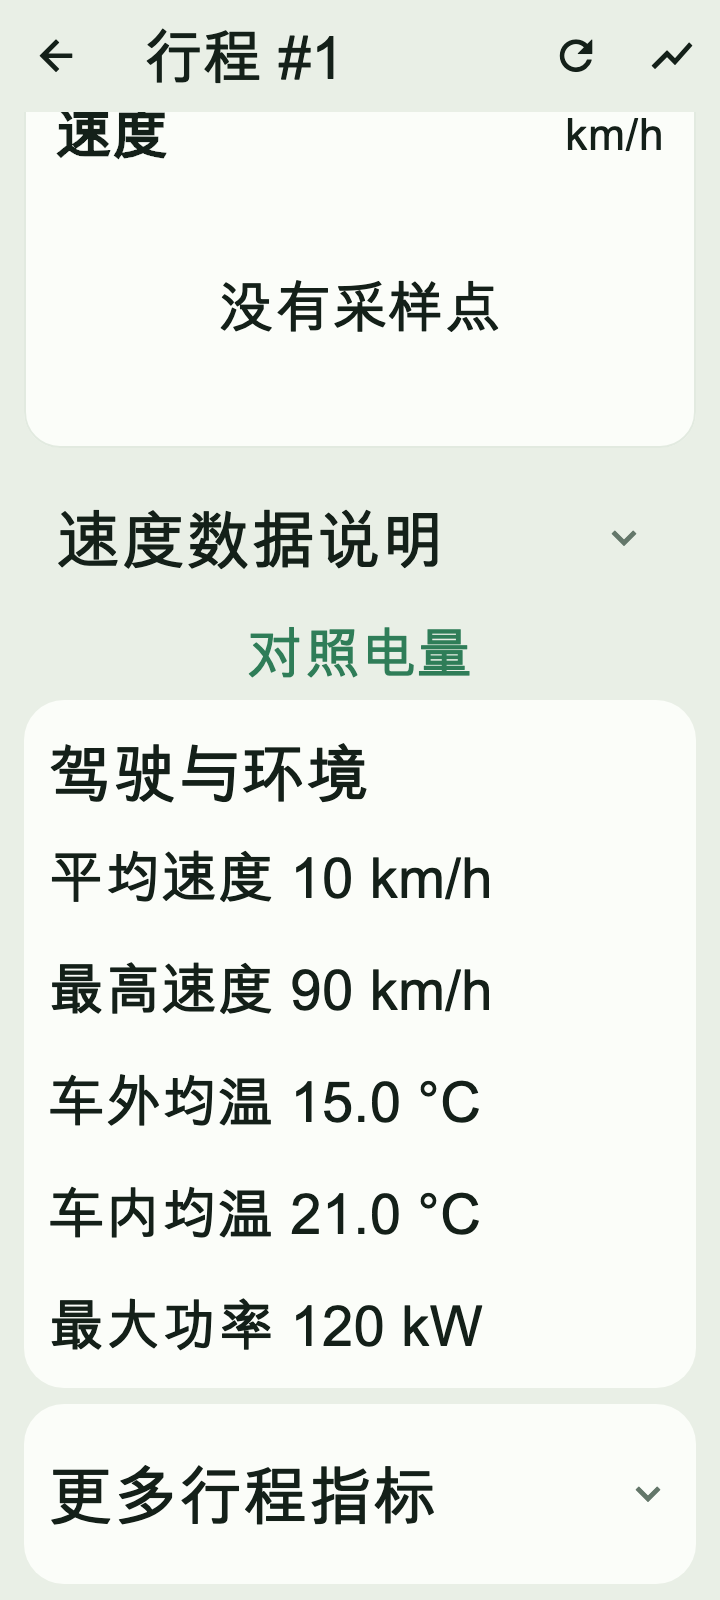 行程 #1
速度 km/h
没有采样点
速度数据说明
对照电量
驾驶与环境
平均速度 10 km/h
最高速度 90 km/h
车外均温 15.0 °C
车内均温 21.0 °C
最大功率 120 kW
更多行程指标